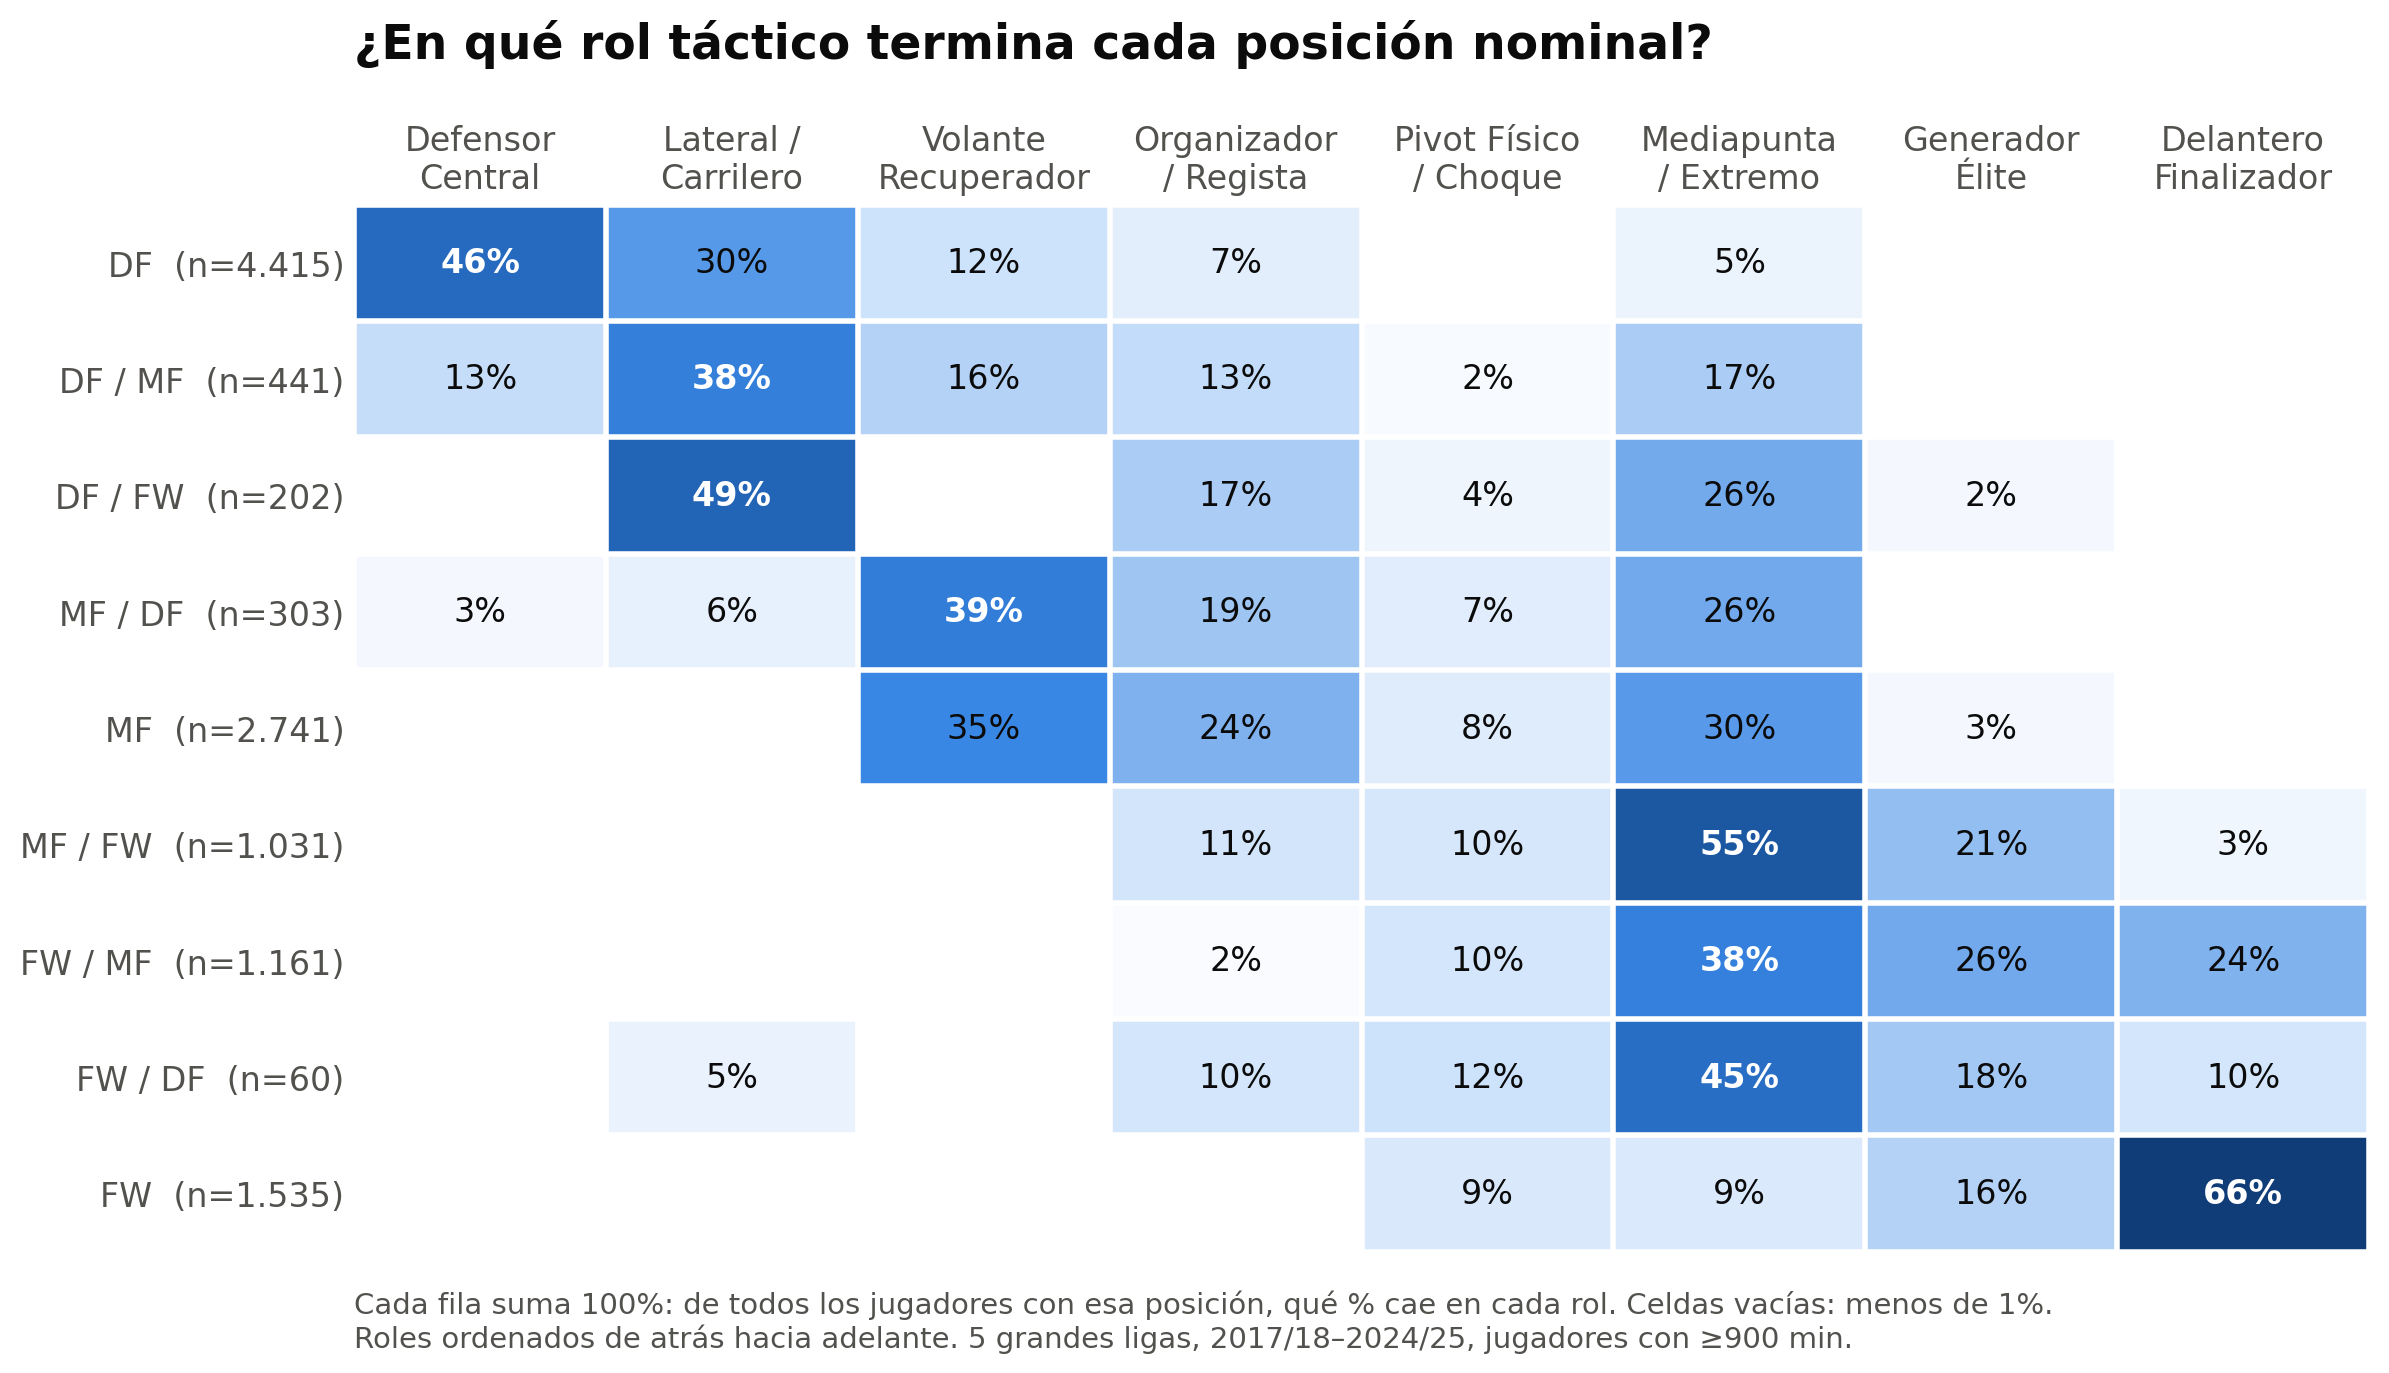 ¿En qué rol táctico termina cada posición nominal?
Defensor Central
Lateral / Carrilero
Volante Recuperador
Organizador / Regista
Pivot Físico / Choque
Mediapunta / Extremo
Generador Élite
Delantero Finalizador
DF (n=4.415) 46% 30% 12% 7% 5%
DF / MF (n=441) 13% 38% 16% 13% 2% 17%
DF / FW (n=202) 49% 17% 4% 26% 2%
MF / DF (n=303) 3% 6% 39% 19% 7% 26%
MF (n=2.741) 35% 24% 8% 30% 3%
MF / FW (n=1.031) 11% 10% 55% 21% 3%
FW / MF (n=1.161) 2% 10% 38% 26% 24%
FW / DF (n=60) 5% 10% 12% 45% 18% 10%
FW (n=1.535) 9% 9% 16% 66%
Cada fila suma 100%: de todos los jugadores con esa posición, qué % cae en cada rol. Celdas vacías: menos de 1%.
Roles ordenados de atrás hacia adelante. 5 grandes ligas, 2017/18–2024/25, jugadores con ≥900 min.